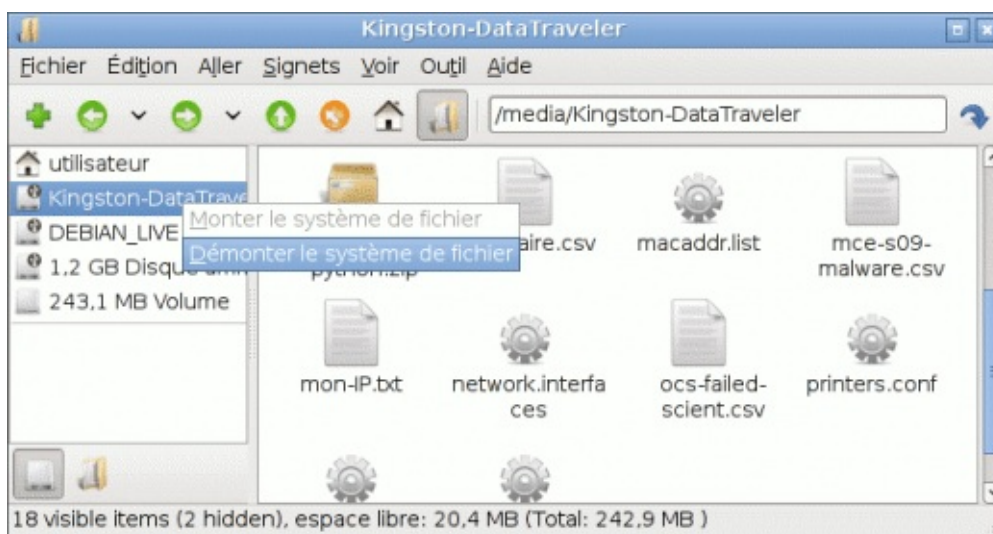 Kingston-DataTraveler
Fichier Édition Aller Signets Voir Outil Aide
/media/Kingston-DataTraveler
utilisateur
Kingston-DataTrave
DEBIAN_LIVE
1,2 GB Disque
243,1 MB Volume
Monter le système de fichier
Démonter le système de fichier
python.zip
aire.csv
macaddr.list
mce-s09-
malware.csv
mon-IP.txt
network.interfa
ces
ocs-failed-
scient.csv
printers.conf
18 visible items (2 hidden), espace libre: 20,4 MB (Total: 242,9 MB )